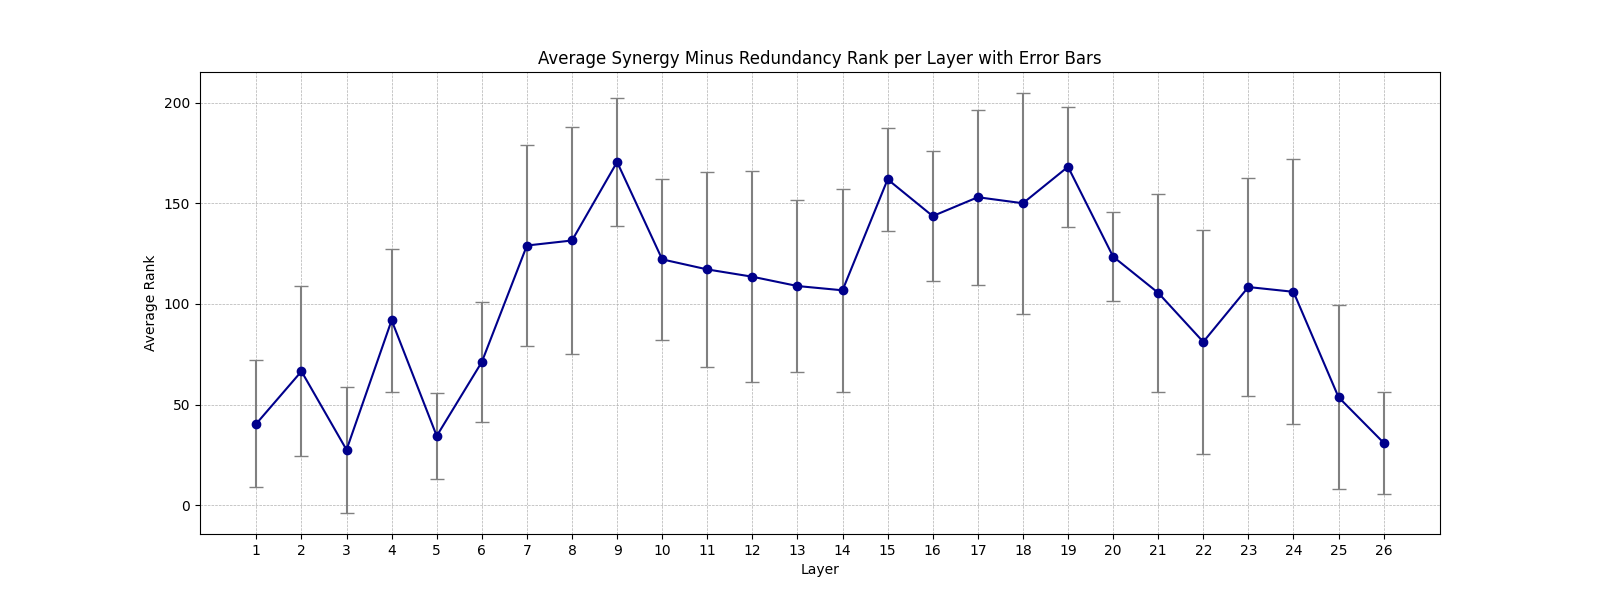 Average Synergy Minus Redundancy Rank per Layer with Error Bars
Average Rank
200
150
100
50
0
1 2 3 4 5 6 7 8 9 10 11 12 13 14 15 16 17 18 19 20 21 22 23 24 25 26
Layer